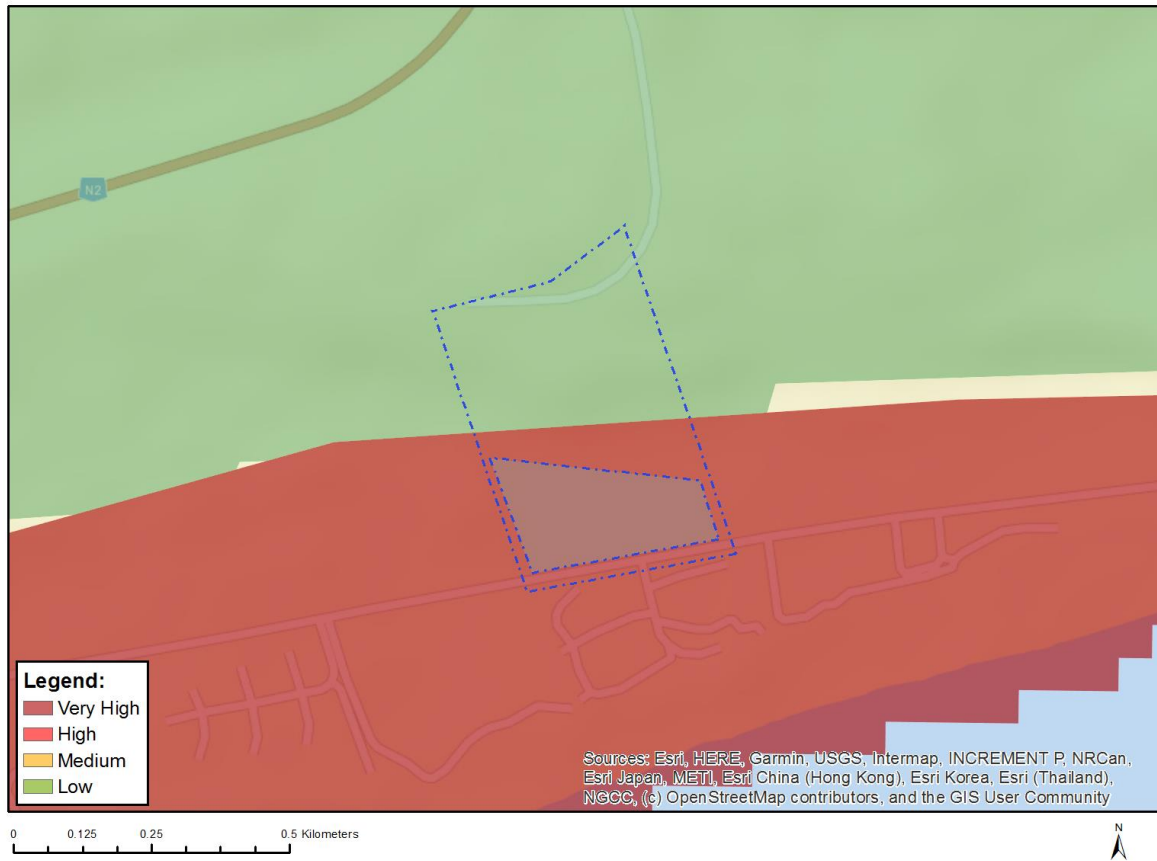 N2
Legend:
Very High
High
Medium
Low
Sources: Esri, HERE, Garmin, USGS, Intermap, INCREMENT P, NRCan,
Esri Japan, METI, Esri China (Hong Kong), Esri Korea, Esri (Thailand),
NGCC, (c) OpenStreetMap contributors, and the GIS User Community
0 0.125 0.25 0.5 Kilometers
N